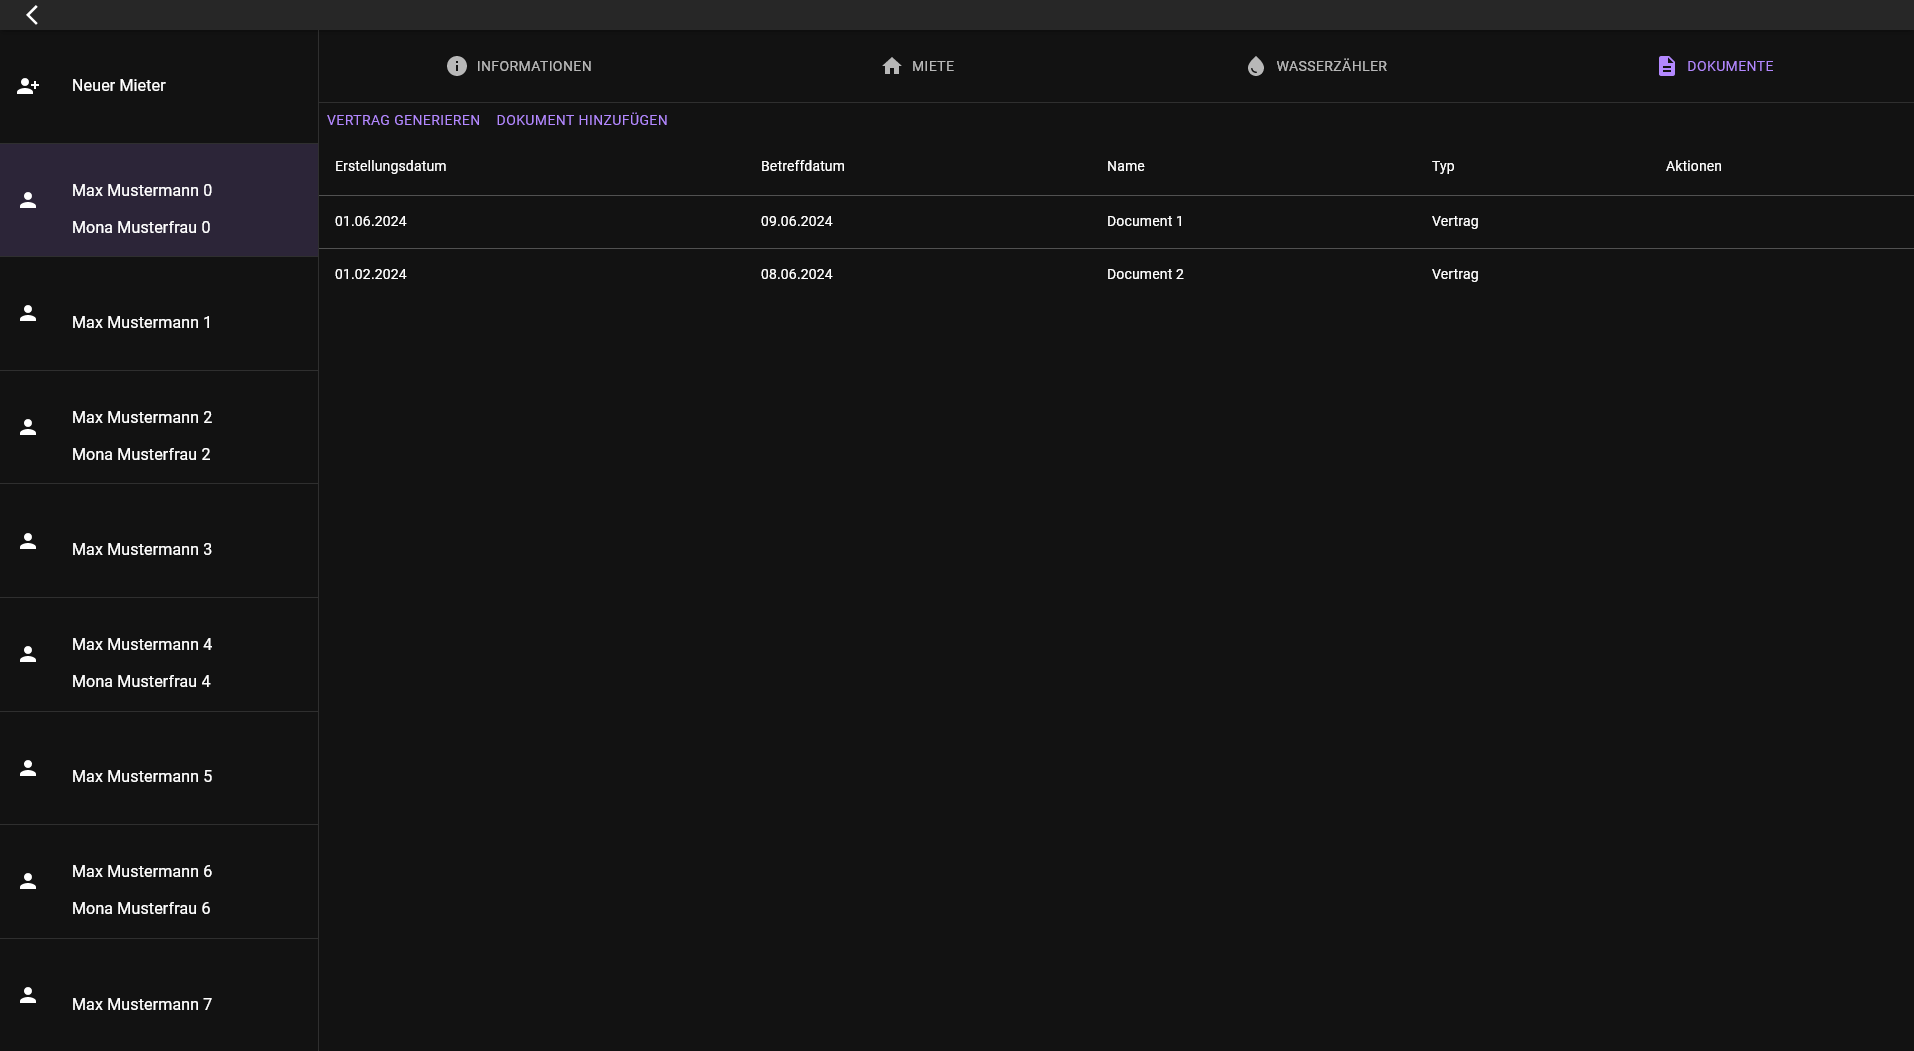 Neuer Mieter
Max Mustermann 0
Mona Musterfrau 0
Max Mustermann 1
Max Mustermann 2
Mona Musterfrau 2
Max Mustermann 3
Max Mustermann 4
Mona Musterfrau 4
Max Mustermann 5
Max Mustermann 6
Mona Musterfrau 6
Max Mustermann 7
INFORMATIONEN MIETE WASSERZÄHLER DOKUMENTE
VERTRAG GENERIEREN DOKUMENT HINZUFÜGEN
Erstellungsdatum Betreffdatum Name Typ Aktionen
01.06.2024 09.06.2024 Document 1 Vertrag
01.02.2024 08.06.2024 Document 2 Vertrag